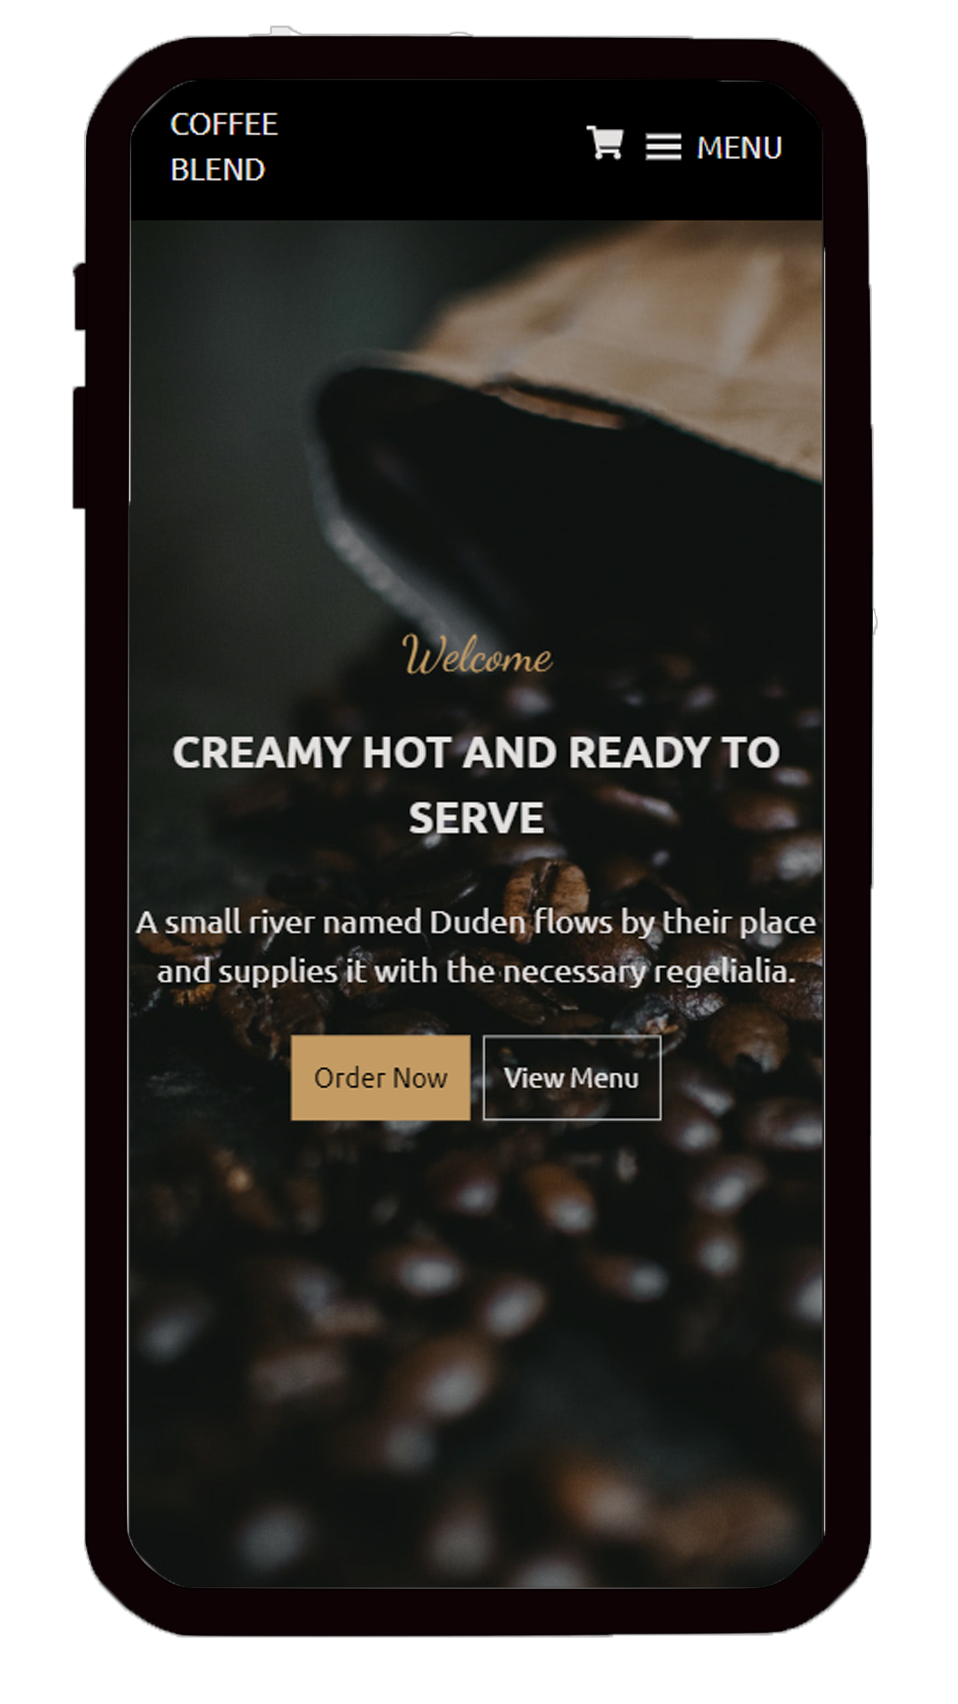 COFFEE
BLEND
MENU
Welcome
CREAMY HOT AND READY TO
SERVE
A small river named Duden flows by their place
and supplies it with the necessary regelialia.
Order Now
View Menu